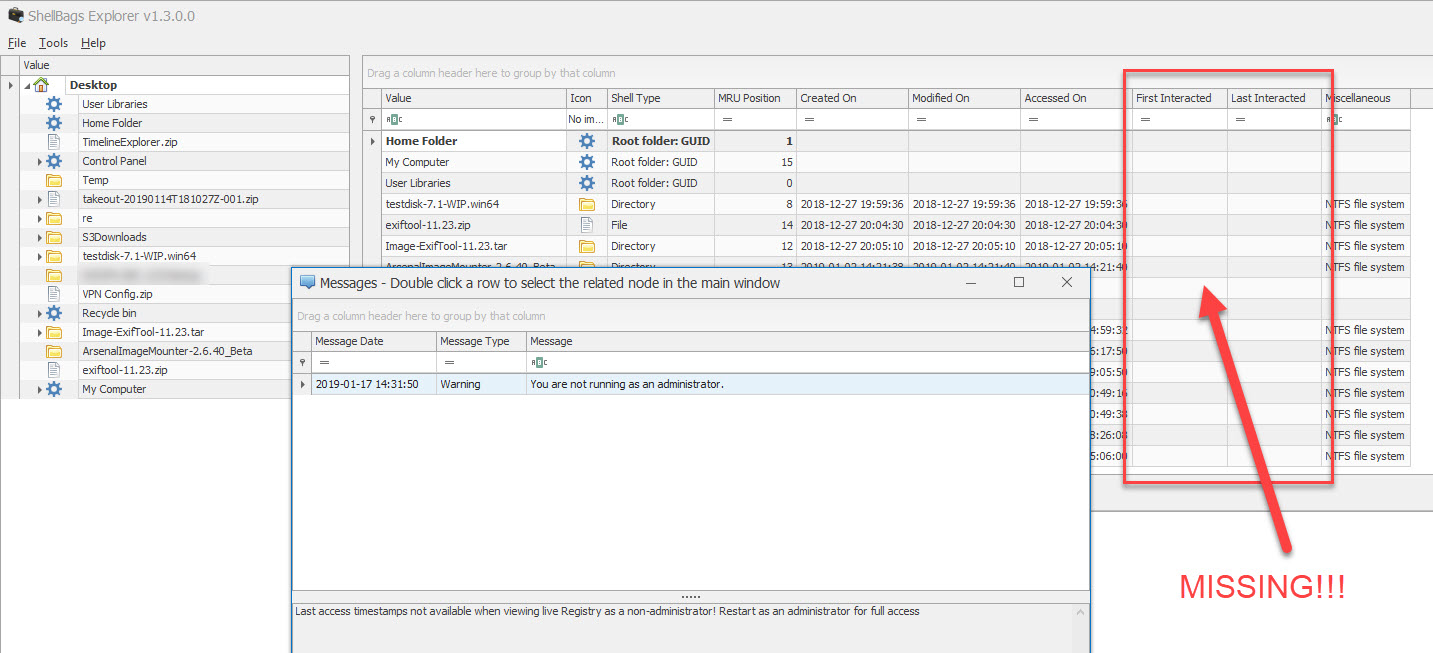 ShellBags Explorer v1.3.0.0
File Tools Help
Value
Desktop
User Libraries
Home Folder
TimelineExplorer.zip
Control Panel
Temp
takeout-20190114T181027Z-001.zip
re
S3Downloads
testdisk-7.1-WIP.win64
VPN Config.zip
Recycle bin
Image-ExifTool-11.23.tar
ArsenalImageMounter-2.6.40_Beta
exiftool-11.23.zip
My Computer
Drag a column header here to group by that column
Value Icon Shell Type MRU Position Created On Modified On Accessed On First Interacted Last Interacted Miscellaneous
ABC No im... ABC = = = = = = ABC
Home Folder Root folder: GUID 1
My Computer Root folder: GUID 15
User Libraries Root folder: GUID 0
testdisk-7.1-WIP.win64 Directory 8 2018-12-27 19:59:36 2018-12-27 19:59:36 2018-12-27 19:59:36 NTFS file system
exiftool-11.23.zip File 14 2018-12-27 20:04:30 2018-12-27 20:04:30 2018-12-27 20:04:30 NTFS file system
Image-ExifTool-11.23.tar Directory 12 2018-12-27 20:05:10 2018-12-27 20:05:10 2018-12-27 20:05:10 NTFS file system
ArsenalImageMounter-2.6.40_Beta Directory 13 2019-01-02 14:21:38 2019-01-02 14:21:40 2019-01-02 14:21:40 NTFS file system
4:59:32 NTFS file system
6:17:50 NTFS file system
9:05:50 NTFS file system
0:49:16 NTFS file system
0:49:38 NTFS file system
8:26:08 NTFS file system
5:06:00 NTFS file system
Messages - Double click a row to select the related node in the main window
Drag a column header here to group by that column
Message Date Message Type Message
= = ABC
2019-01-17 14:31:50 Warning You are not running as an administrator.
Last access timestamps not available when viewing live Registry as a non-administrator! Restart as an administrator for full access
MISSING!!!